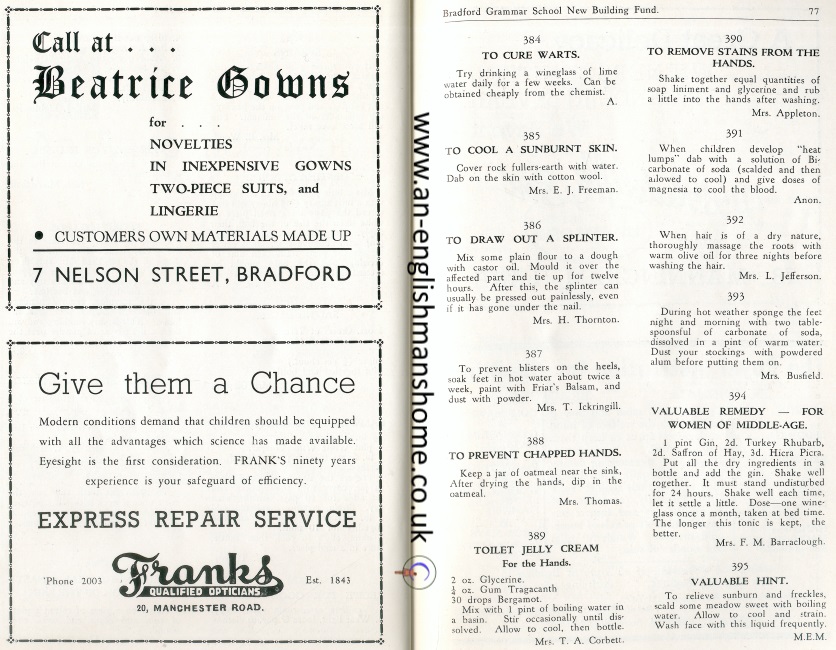 Call at . . .
Beatrice Gowns
for . . .
NOVELTIES
IN INEXPENSIVE GOWNS
TWO-PIECE SUITS, and
LINGERIE
● CUSTOMERS OWN MATERIALS MADE UP
7 NELSON STREET, BRADFORD
Give them a Chance
Modern conditions demand that children should be equipped
with all the advantages which science has made available.
Eyesight is the first consideration. FRANK'S ninety years
experience is your safeguard of efficiency.
EXPRESS REPAIR SERVICE
'Phone 2003
Franks
QUALIFIED OPTICIANS
Est. 1843
20, MANCHESTER ROAD.
www.an-englishmanshome.co.uk
Bradford Grammar School New Building Fund. 77
384
TO CURE WARTS.
Try drinking a wineglass of lime
water daily for a few weeks. Can be
obtained cheaply from the chemist.
A.
385
TO COOL A SUNBURNT SKIN.
Cover rock fullers-earth with water.
Dab on the skin with cotton wool.
Mrs. E. J. Freeman.
386
TO DRAW OUT A SPLINTER.
Mix some plain flour to a dough
with castor oil. Mould it over the
affected part and tie up for twelve
hours. After this, the splinter can
usually be pressed out painlessly, even
if it has gone under the nail.
Mrs. H. Thornton.
387
To prevent blisters on the heels,
soak feet in hot water about twice a
week, paint with Friar's Balsam, and
dust with powder.
Mrs. T. Ickringill.
388
TO PREVENT CHAPPED HANDS.
Keep a jar of oatmeal near the sink,
After drying the hands, dip in the
oatmeal.
Mrs. Thomas.
389
TOILET JELLY CREAM
For the Hands.
2 oz. Glycerine.
¼ oz. Gum Tragacanth
30 drops Bergamot.
Mix with 1 pint of boiling water in
a basin. Stir occasionally until dis-
solved. Allow to cool, then bottle.
Mrs. T. A. Corbett.
390
TO REMOVE STAINS FROM THE
HANDS.
Shake together equal quantities of
soap liniment and glycerine and rub
a little into the hands after washing.
Mrs. Appleton.
391
When children develop "heat
lumps" dab with a solution of Bi-
carbonate of soda (scalded and then
allowed to cool) and give doses of
magnesia to cool the blood.
Anon.
392
When hair is of a dry nature,
thoroughly massage the roots with
warm olive oil for three nights before
washing the hair.
Mrs. L. Jefferson.
393
During hot weather sponge the feet
night and morning with two table-
spoonsful of carbonate of soda,
dissolved in a pint of warm water.
Dust your stockings with powdered
alum before putting them on.
Mrs. Busfield.
394
VALUABLE REMEDY — FOR
WOMEN OF MIDDLE-AGE.
1 pint Gin, 2d. Turkey Rhubarb,
2d. Saffron of Hay, 3d. Hicra Picra.
Put all the dry ingredients in a
bottle and add the gin. Shake well
together. It must stand undisturbed
for 24 hours. Shake well each time,
let it settle a little. Dose—one wine-
glass once a month, taken at bed time.
The longer this tonic is kept, the
better.
Mrs. F. M. Barraclough.
395
VALUABLE HINT.
To relieve sunburn and freckles,
scald some meadow sweet with boiling
water. Allow to cool and strain.
Wash face with this liquid frequently.
M.E.M.